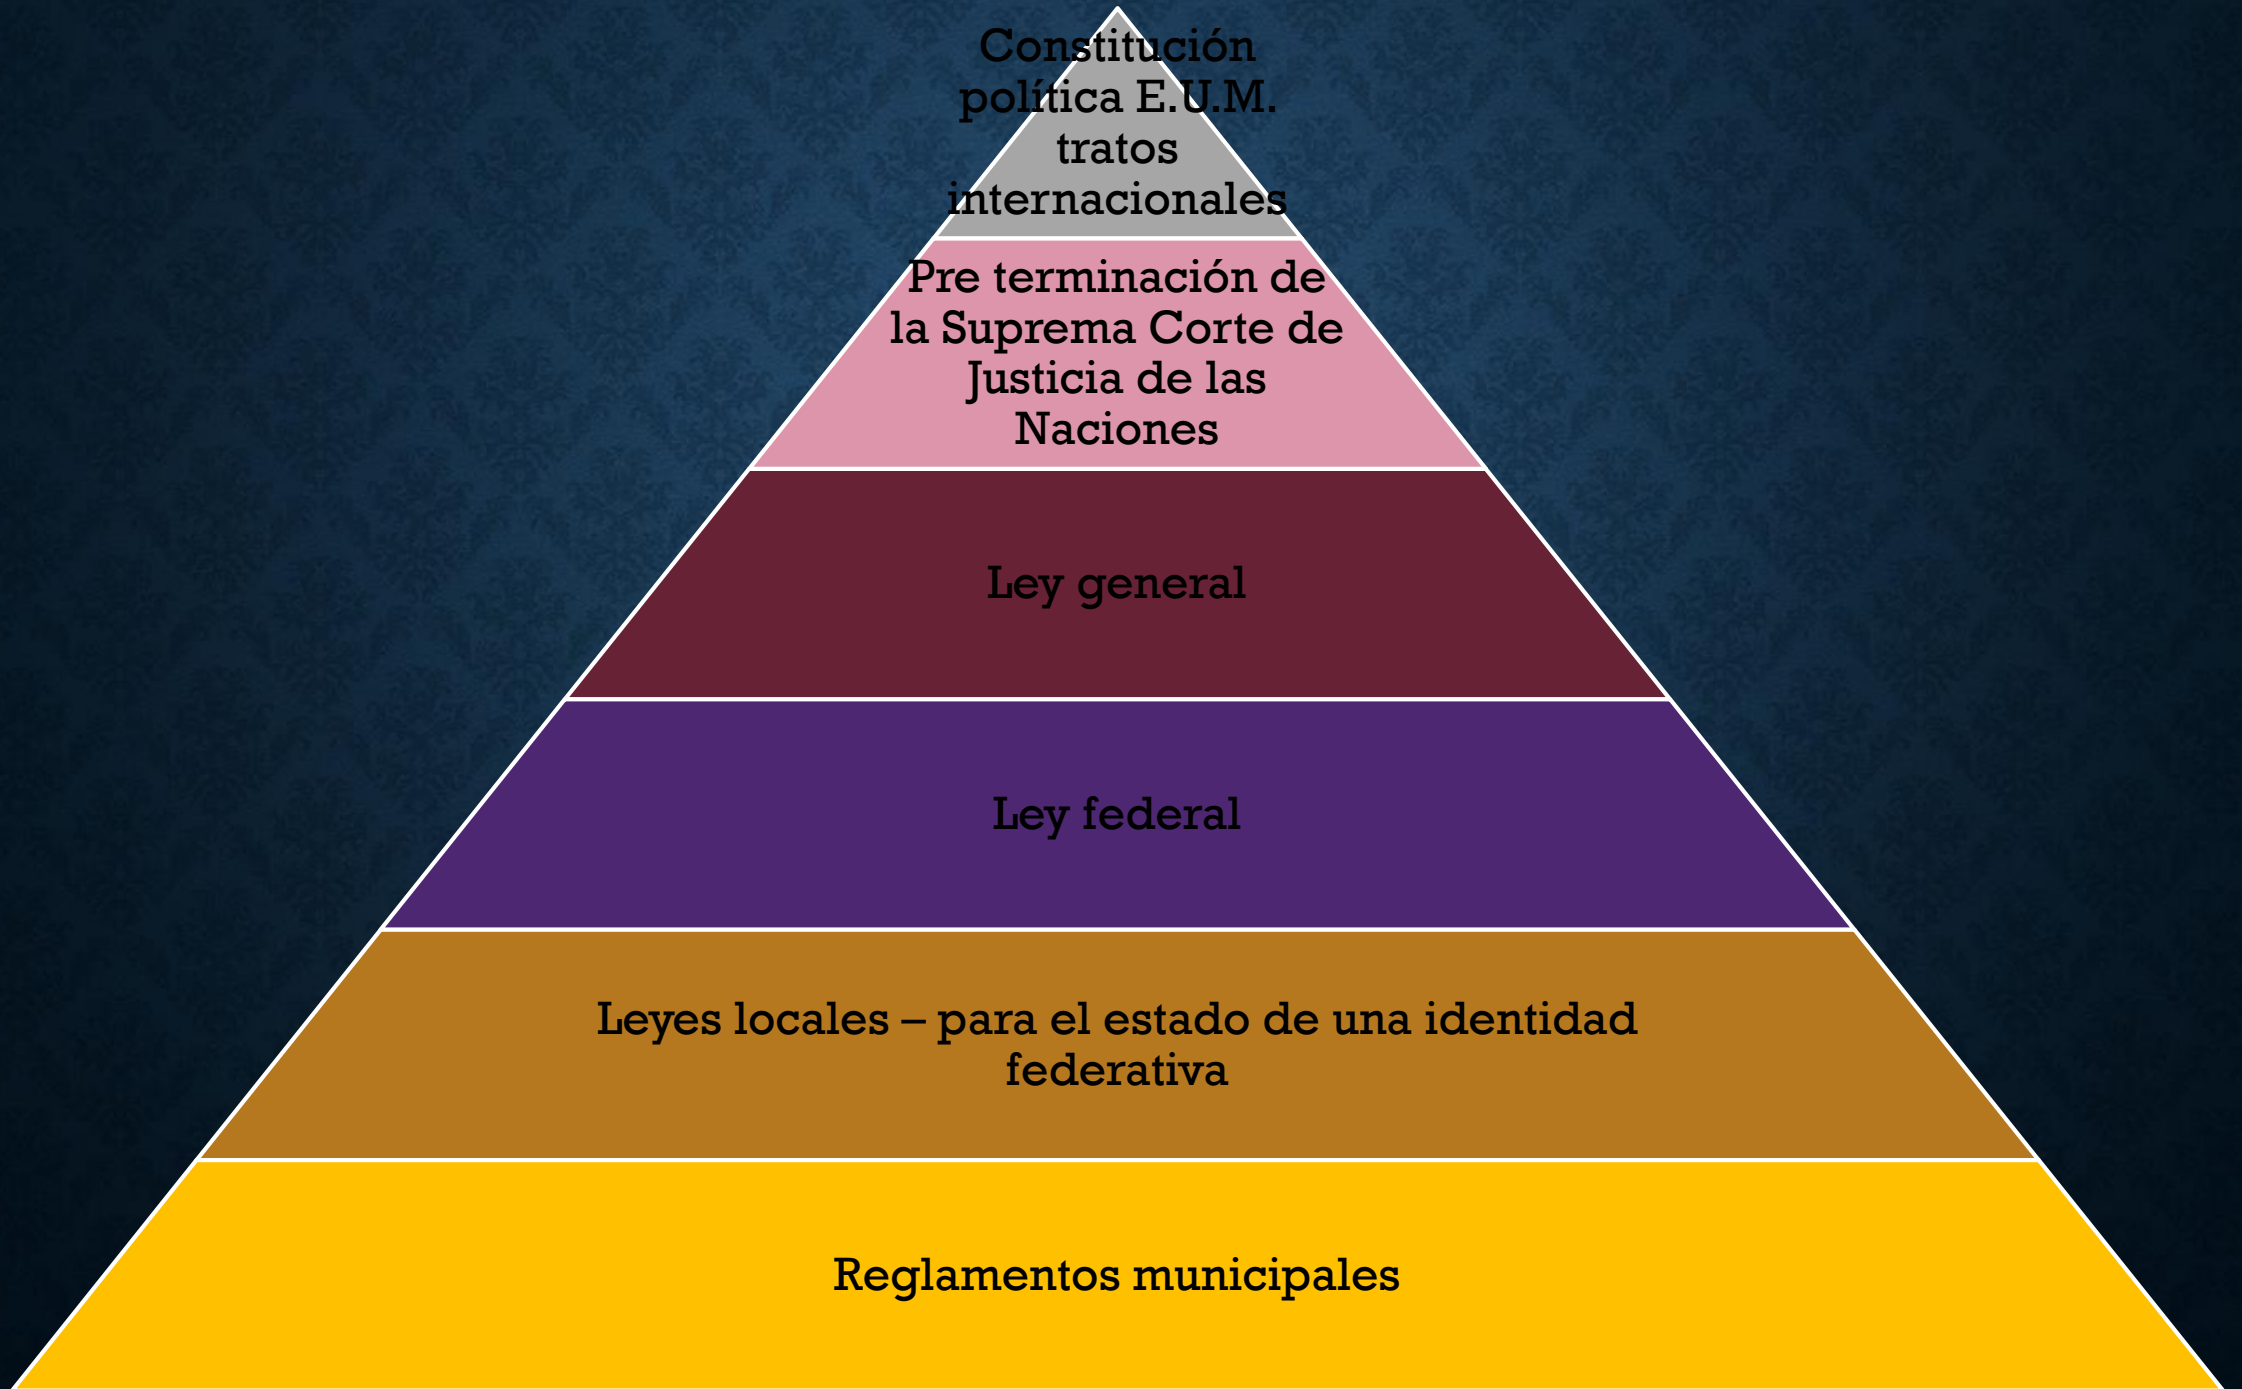 Constitución
política E.U.M.
tratos
internacionales
Pre terminación de
la Suprema Corte de
Justicia de las
Naciones
Ley general
Ley federal
Leyes locales – para el estado de una identidad
federativa
Reglamentos municipales